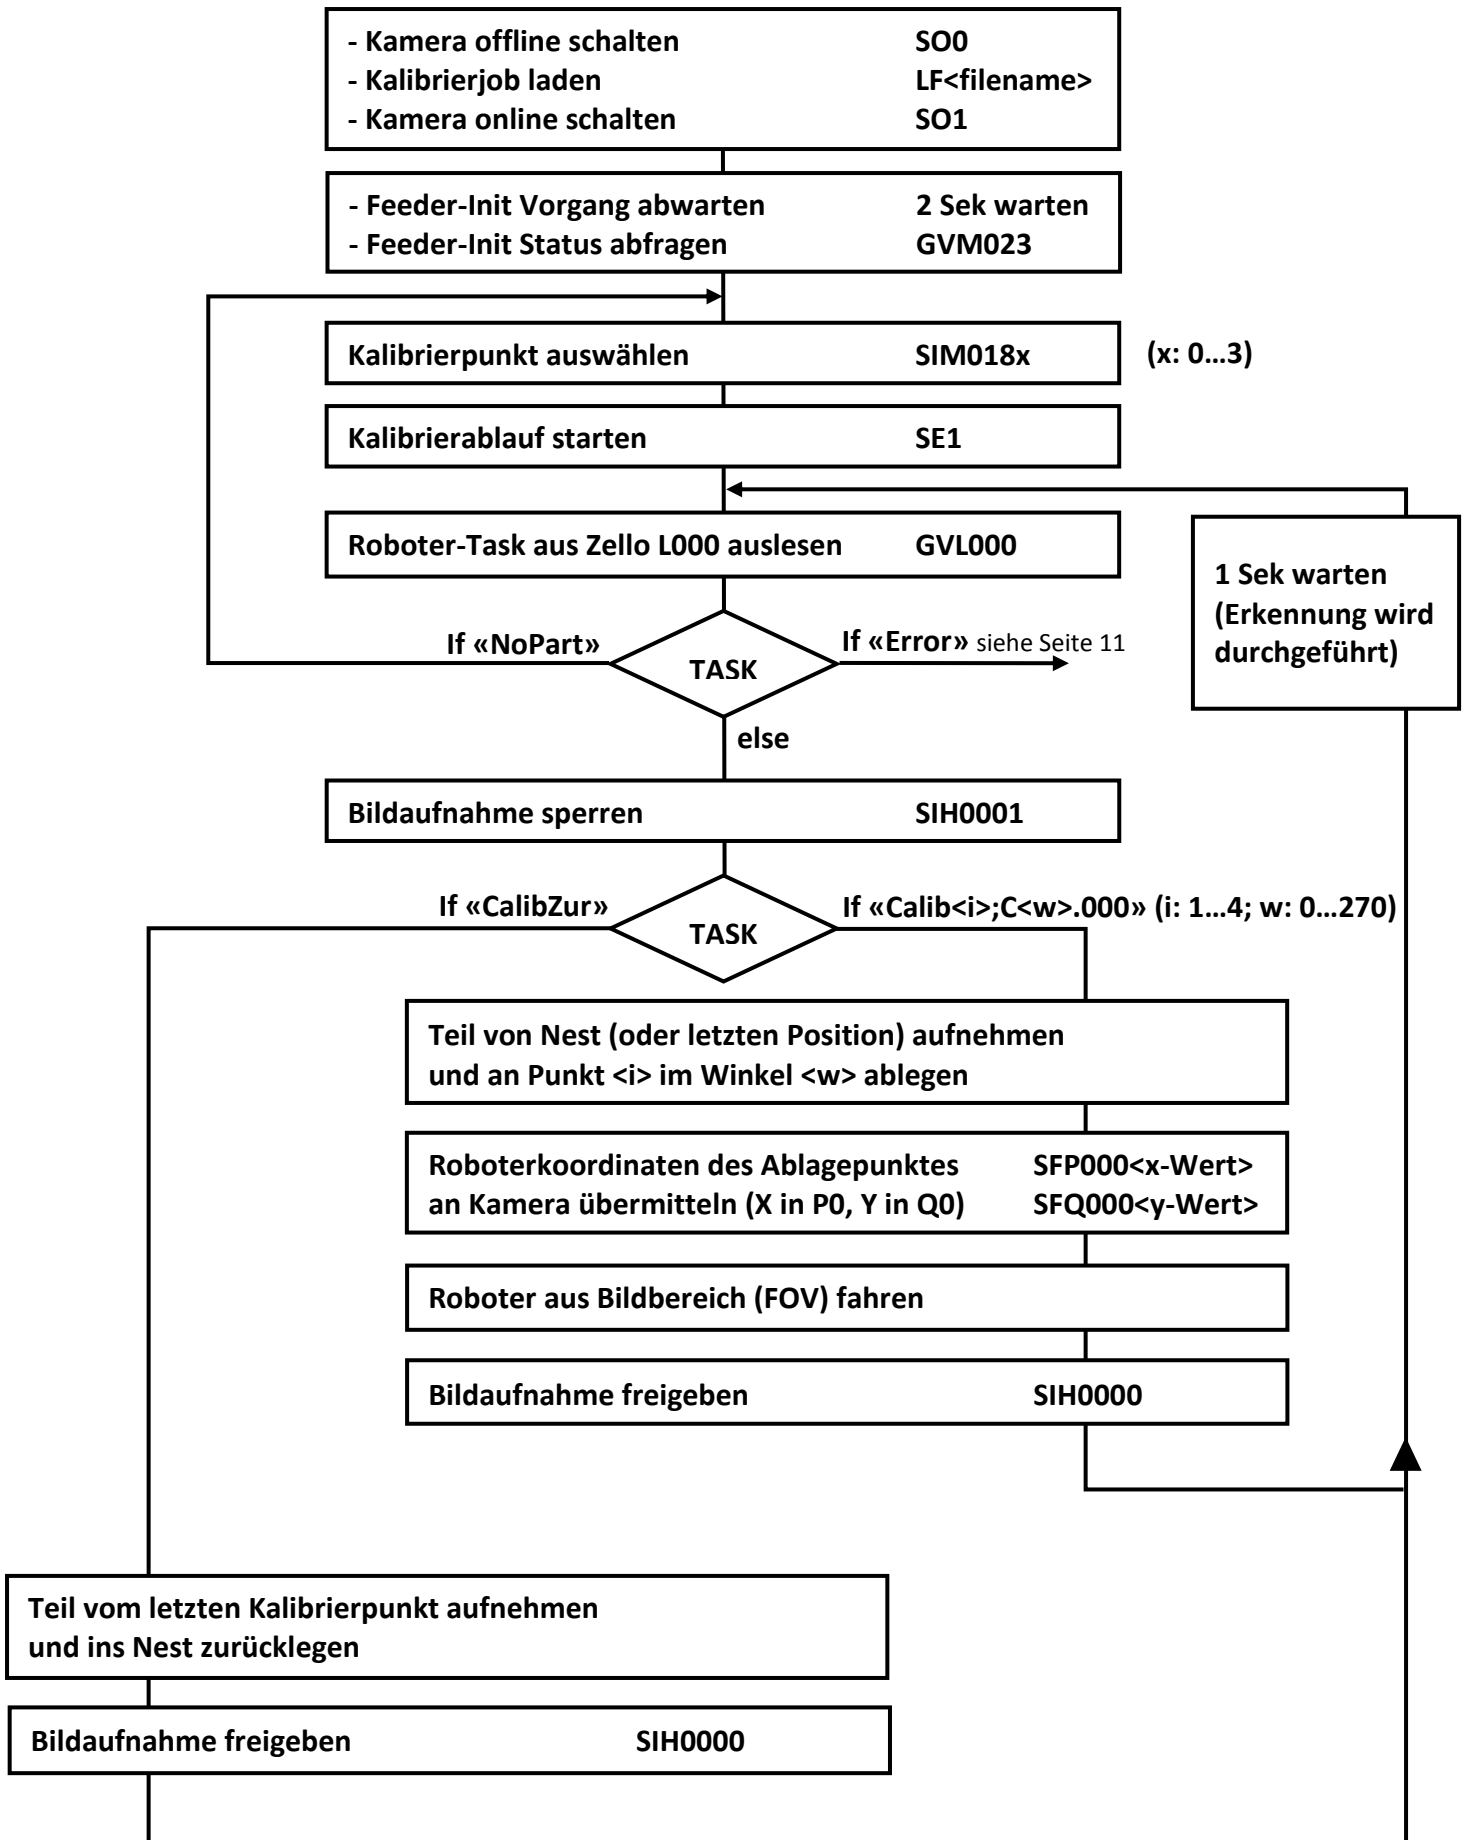 - Kamera offline schalten SO0
- Kalibrierjob laden LF<filename>
- Kamera online schalten SO1
- Feeder-Init Vorgang abwarten 2 Sek warten
- Feeder-Init Status abfragen GVM023
Kalibrierpunkt auswählen SIM018x (x: 0...3)
Kalibrierablauf starten SE1
Roboter-Task aus Zello L000 auslesen GVL000
1 Sek warten
(Erkennung wird
durchgeführt)
If «NoPart»
TASK
If «Error» siehe Seite 11
else
Bildaufnahme sperren SIH0001
If «CalibZur»
TASK
If «Calib<i>;C<w>.000» (i: 1...4; w: 0...270)
Teil von Nest (oder letzten Position) aufnehmen
und an Punkt <i> im Winkel <w> ablegen
Roboterkoordinaten des Ablagepunktes SFP000<x-Wert>
an Kamera übermitteln (X in P0, Y in Q0) SFQ000<y-Wert>
Roboter aus Bildbereich (FOV) fahren
Bildaufnahme freigeben SIH0000
Teil vom letzten Kalibrierpunkt aufnehmen
und ins Nest zurücklegen
Bildaufnahme freigeben SIH0000